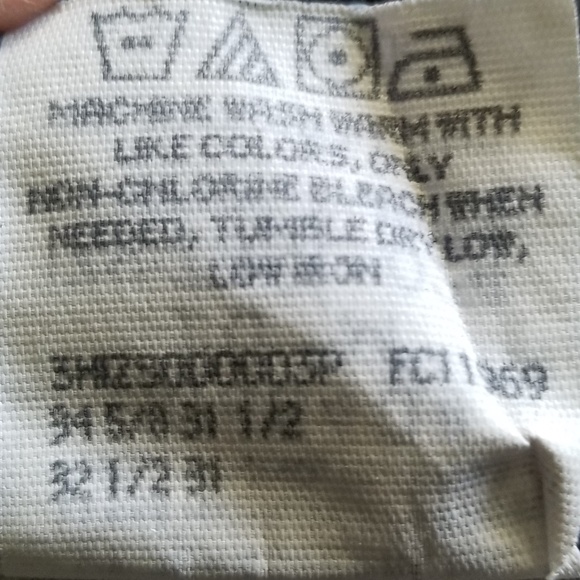 MACHINE WASH WARM WITH
LIKE COLORS, ONLY
NON-CHLORINE BLEACH WHEN
NEEDED, TUMBLE DRY LOW,
LOW IRON
34 5/8 31 1/2
32 1/2 31